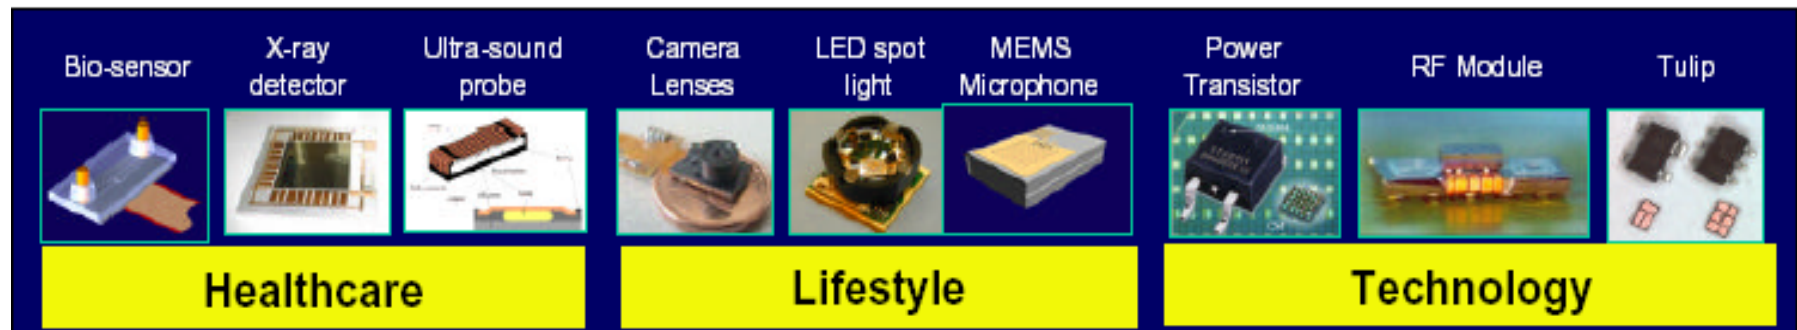 Bio-sensor
X-ray
detector
Ultra-sound
probe
Camera
Lenses
LED spot
light
MEMS
Microphone
Power
Transistor
RF Module
Tulip
Healthcare
Lifestyle
Technology